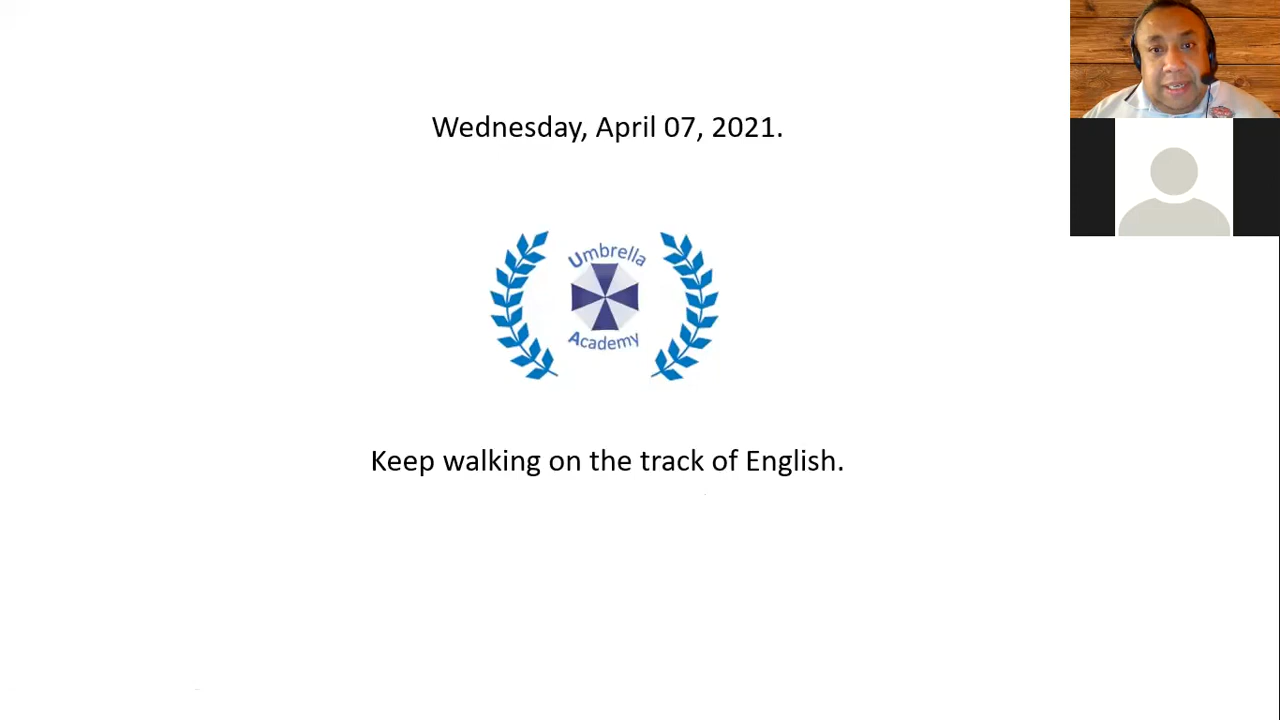 Wednesday, April 07, 2021.
Umbrella
Academy
Keep walking on the track of English.